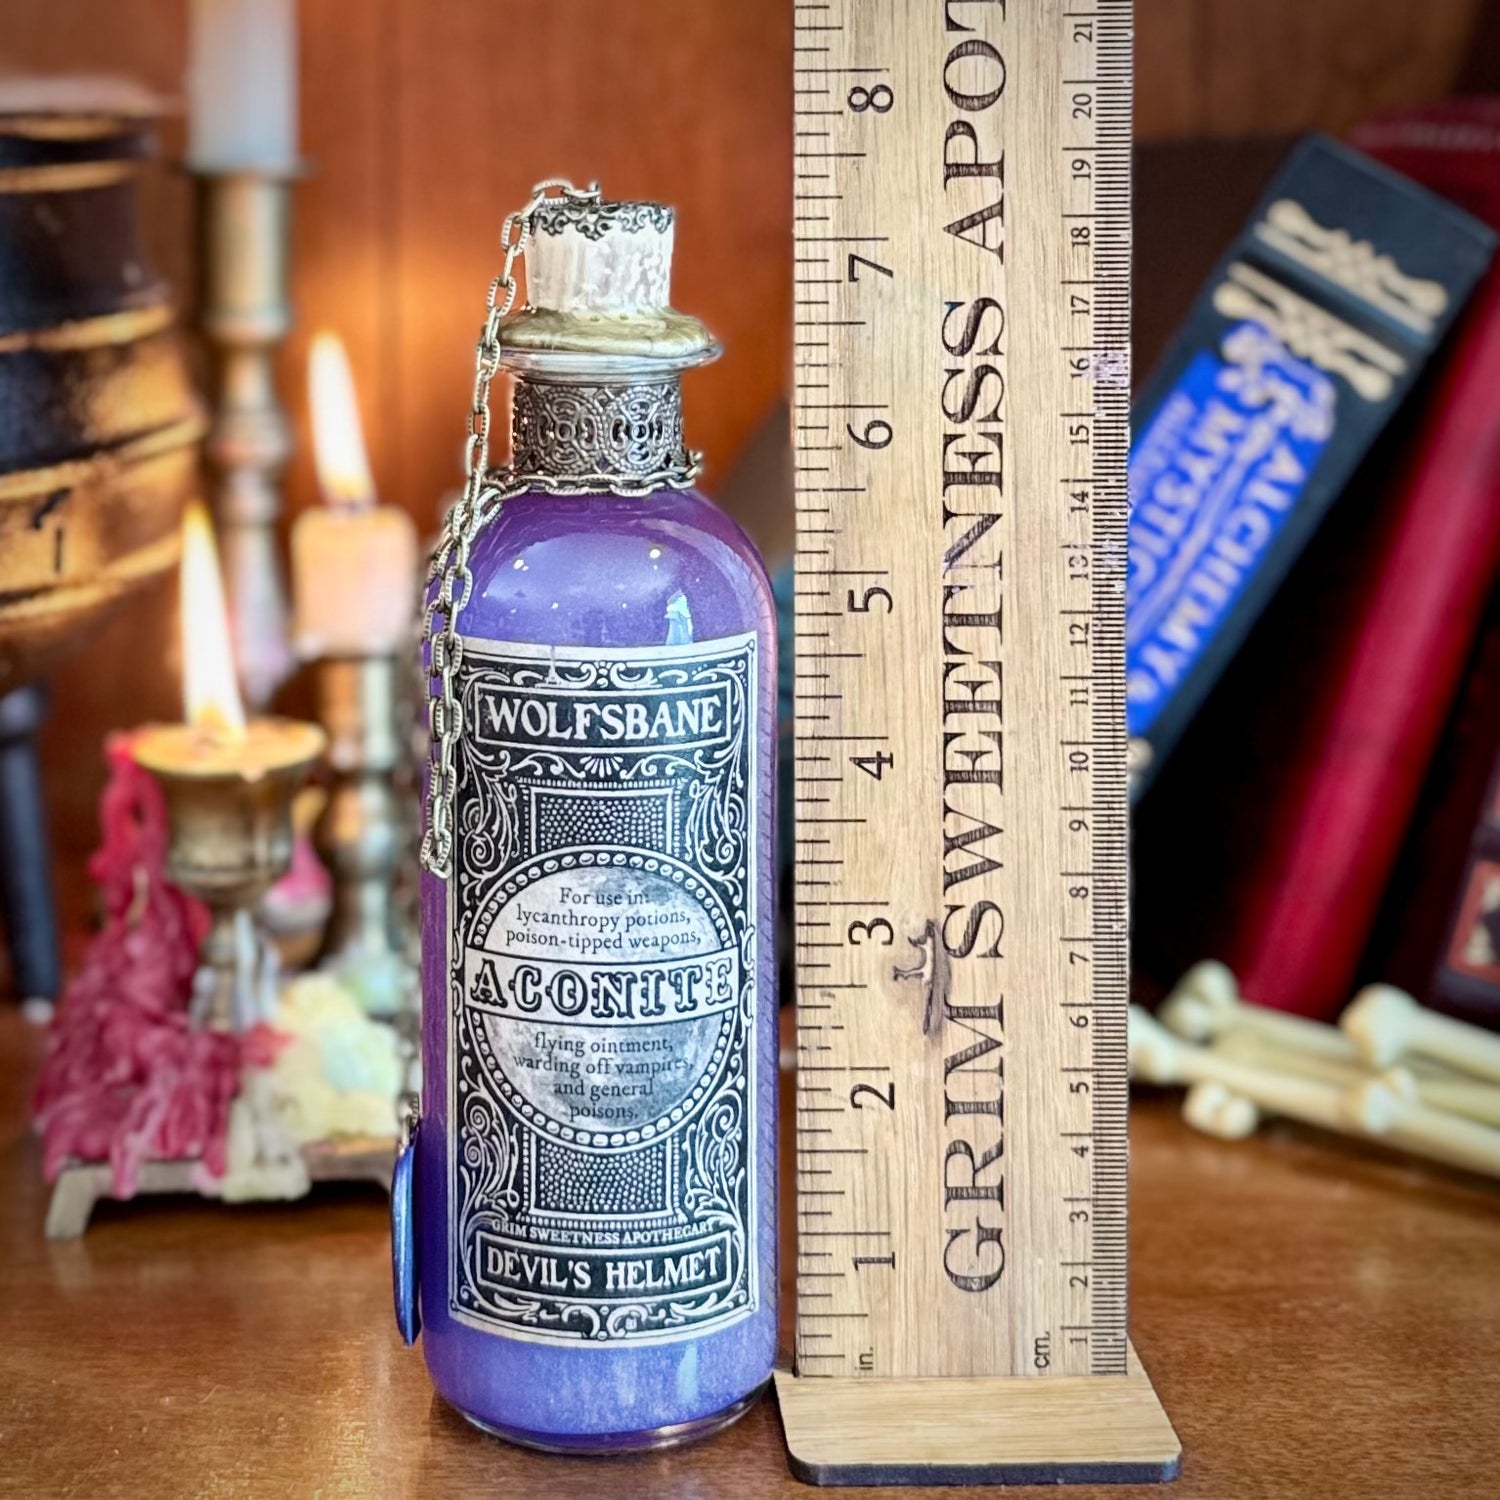 WOLFSBANE
For use in:
lycanthropy potions,
poison-tipped weapons,
ACONITE
flying ointment,
warding off vampires,
and general
poisons.
GRIM SWEETNESS APOTHECARY
DEVIL'S HELMET
8
7
6
5
4
3
2
1
in.
GRIM SWEETNESS APOT
21
20
19
18
17
16
15
14
13
12
11
10
9
8
7
6
5
4
3
2
1
cm.
ALCHEMY &
MYSTICISM